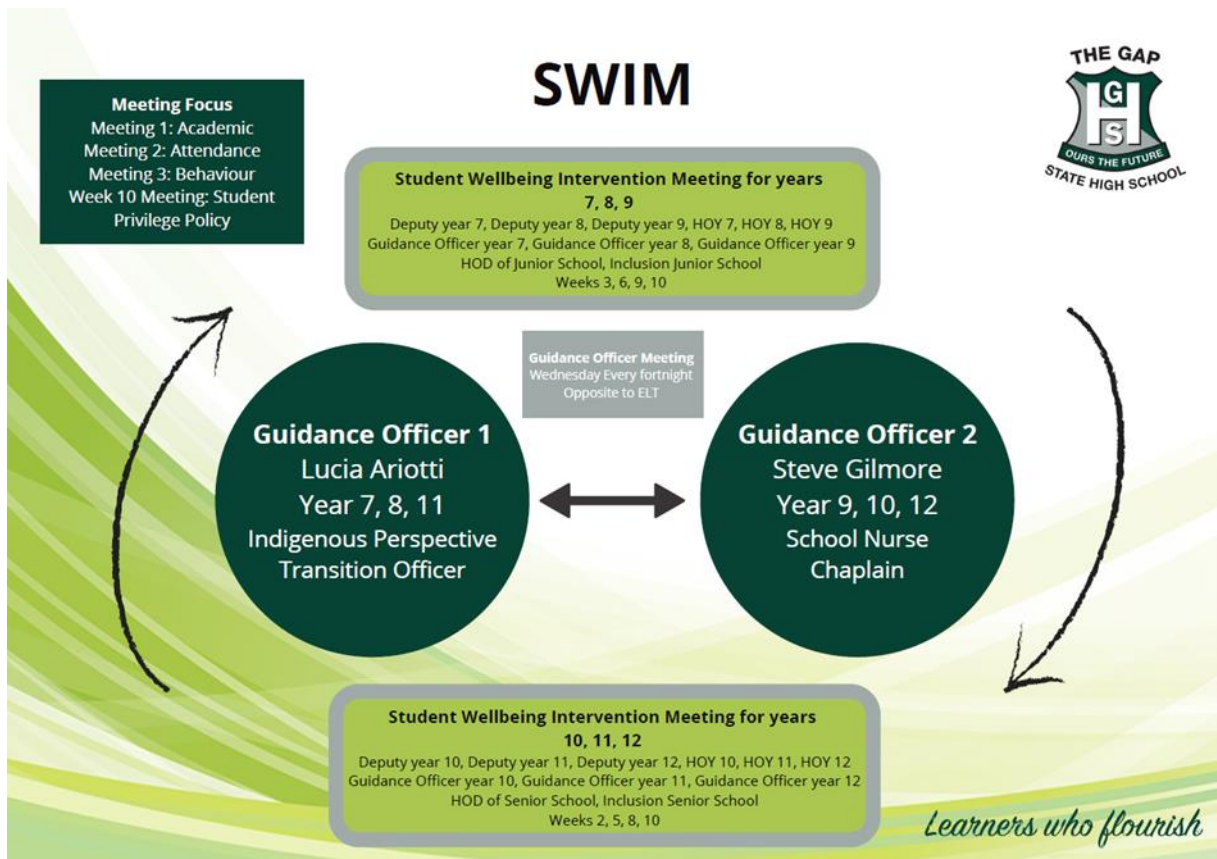 SWIM
THE GAP
G
H
S
OURS THE FUTURE
STATE HIGH SCHOOL
Meeting Focus
Meeting 1: Academic
Meeting 2: Attendance
Meeting 3: Behaviour
Week 10 Meeting: Student
Privilege Policy
Student Wellbeing Intervention Meeting for years
7, 8, 9
Deputy year 7, Deputy year 8, Deputy year 9, HOY 7, HOY 8, HOY 9
Guidance Officer year 7, Guidance Officer year 8, Guidance Officer year 9
HOD of Junior School, Inclusion Junior School
Weeks 3, 6, 9, 10
Guidance Officer Meeting
Wednesday Every fortnight
Opposite to ELT
Guidance Officer 1
Lucia Ariotti
Year 7, 8, 11
Indigenous Perspective
Transition Officer
Guidance Officer 2
Steve Gilmore
Year 9, 10, 12
School Nurse
Chaplain
Student Wellbeing Intervention Meeting for years
10, 11, 12
Deputy year 10, Deputy year 11, Deputy year 12, HOY 10, HOY 11, HOY 12
Guidance Officer year 10, Guidance Officer year 11, Guidance Officer year 12
HOD of Senior School, Inclusion Senior School
Weeks 2, 5, 8, 10
Learners who flourish